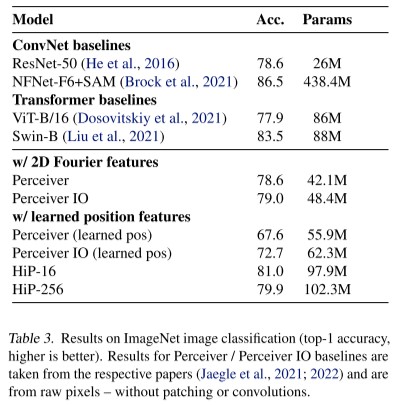 Model Acc. Params
ConvNet baselines
ResNet-50 (He et al., 2016) 78.6 26M
NFNet-F6+SAM (Brock et al., 2021) 86.5 438.4M
Transformer baselines
ViT-B/16 (Dosovitskiy et al., 2021) 77.9 86M
Swin-B (Liu et al., 2021) 83.5 88M
w/ 2D Fourier features
Perceiver 78.6 42.1M
Perceiver IO 79.0 48.4M
w/ learned position features
Perceiver (learned pos) 67.6 55.9M
Perceiver IO (learned pos) 72.7 62.3M
HiP-16 81.0 97.9M
HiP-256 79.9 102.3M
Table 3. Results on ImageNet image classification (top-1 accuracy,
higher is better). Results for Perceiver / Perceiver IO baselines are
taken from the respective papers (Jaegle et al., 2021; 2022) and are
from raw pixels – without patching or convolutions.